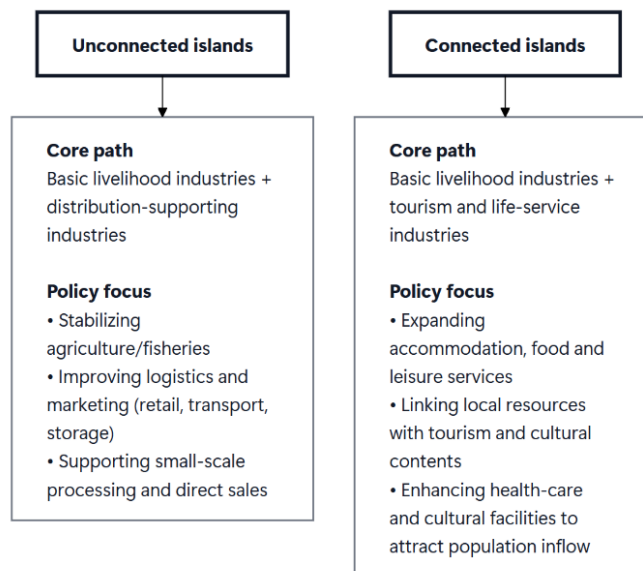 Unconnected islands
Core path
Basic livelihood industries +
distribution-supporting
industries
Policy focus
• Stabilizing
agriculture/fisheries
• Improving logistics and
marketing (retail, transport,
storage)
• Supporting small-scale
processing and direct sales
Connected islands
Core path
Basic livelihood industries +
tourism and life-service
industries
Policy focus
• Expanding
accommodation, food and
leisure services
• Linking local resources
with tourism and cultural
contents
• Enhancing health-care
and cultural facilities to
attract population inflow